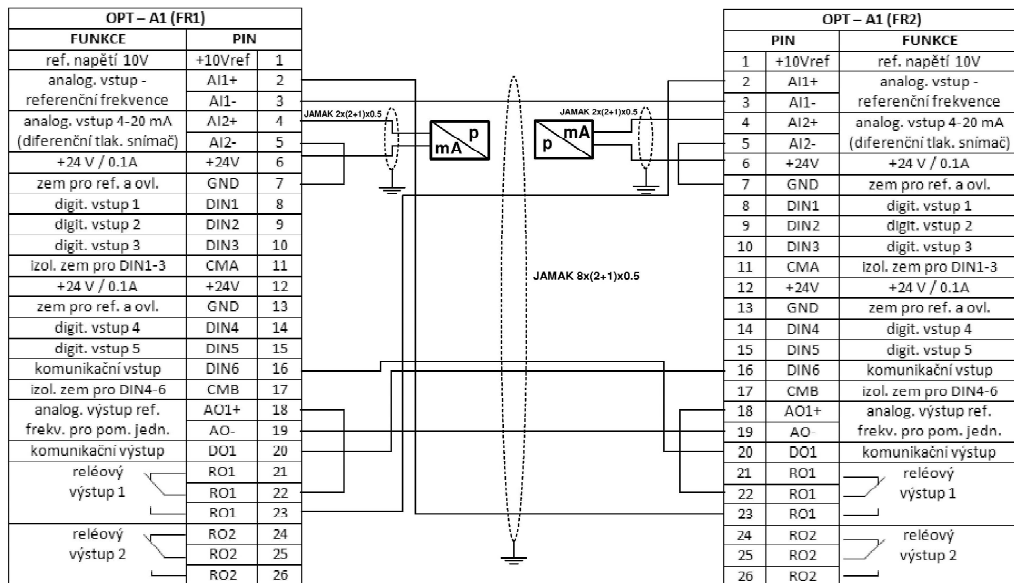 OPT – A1 (FR1)
FUNKCE PIN
ref. napětí 10V +10Vref 1
analog. vstup - AI1+ 2
referenční frekvence AI1- 3
analog. vstup 4-20 mA AI2+ 4
(diferenční tlak. snímač) AI2- 5
+24 V / 0.1A +24V 6
zem pro ref. a ovl. GND 7
digit. vstup 1 DIN1 8
digit. vstup 2 DIN2 9
digit. vstup 3 DIN3 10
izol. zem pro DIN1-3 CMA 11
+24 V / 0.1A +24V 12
zem pro ref. a ovl. GND 13
digit. vstup 4 DIN4 14
digit. vstup 5 DIN5 15
komunikační vstup DIN6 16
izol. zem pro DIN4-6 CMB 17
analog. výstup ref. AO1+ 18
frekv. pro pom. jedn. AO- 19
komunikační výstup DO1 20
reléový RO1 21
výstup 1 RO1 22
RO1 23
reléový RO2 24
výstup 2 RO2 25
RO2 26
JAMAK 2x(2+1)x0.5
p
mA
JAMAK 2x(2+1)x0.5
mA
p
JAMAK 8x(2+1)x0.5
OPT – A1 (FR2)
PIN FUNKCE
1 +10Vref ref. napětí 10V
2 AI1+ analog. vstup -
3 AI1- referenční frekvence
4 AI2+ analog. vstup 4-20 mA
5 AI2- (diferenční tlak. snímač)
6 +24V +24 V / 0.1A
7 GND zem pro ref. a ovl.
8 DIN1 digit. vstup 1
9 DIN2 digit. vstup 2
10 DIN3 digit. vstup 3
11 CMA izol. zem pro DIN1-3
12 +24V +24 V / 0.1A
13 GND zem pro ref. a ovl.
14 DIN4 digit. vstup 4
15 DIN5 digit. vstup 5
16 DIN6 komunikační vstup
17 CMB izol. zem pro DIN4-6
18 AO1+ analog. výstup ref.
19 AO- frekv. pro pom. jedn.
20 DO1 komunikační výstup
21 RO1 reléový
22 RO1 výstup 1
23 RO1
24 RO2 reléový
25 RO2 výstup 2
26 RO2